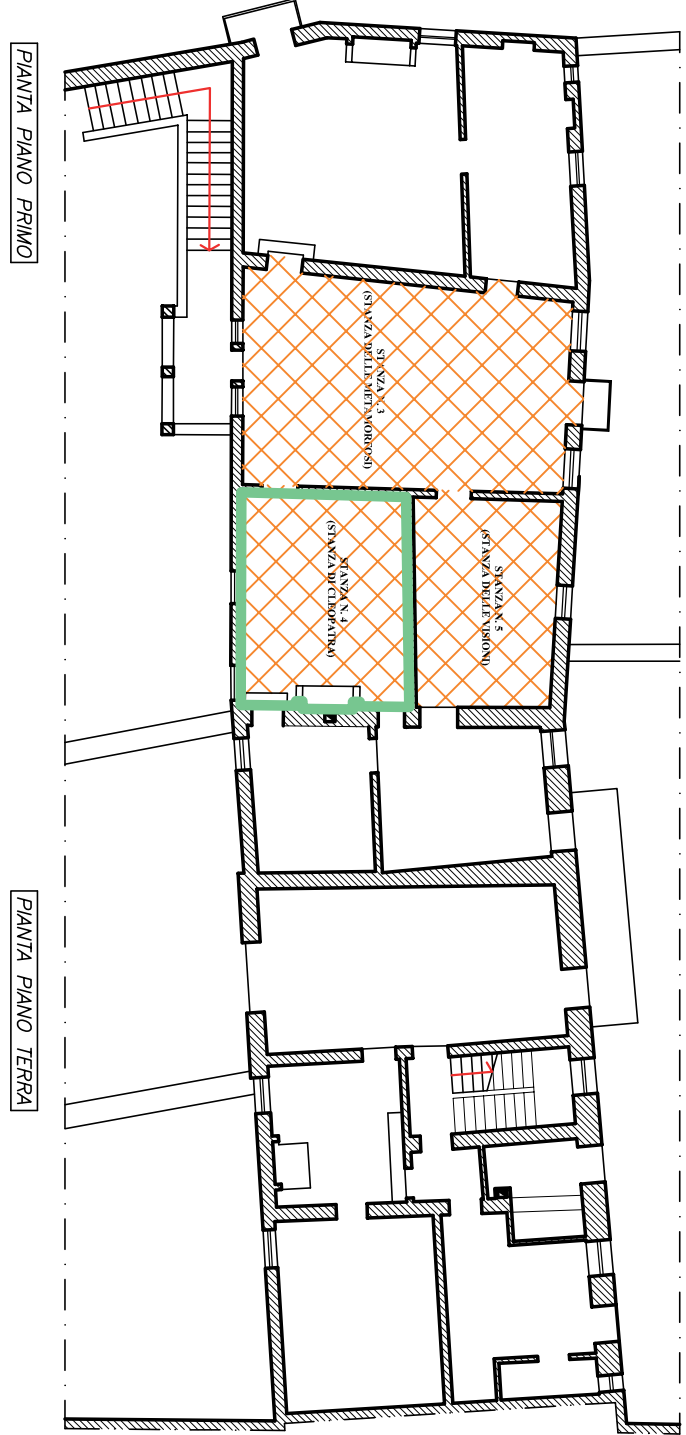 PIANTA PIANO PRIMO
STANZA N. 3
(STANZA DELLE METAMORFOSI)
STANZA N. 4
(STANZA DI CLEOPATRA)
STANZA N. 5
(STANZA DELLE VISIONI)
PIANTA PIANO TERRA